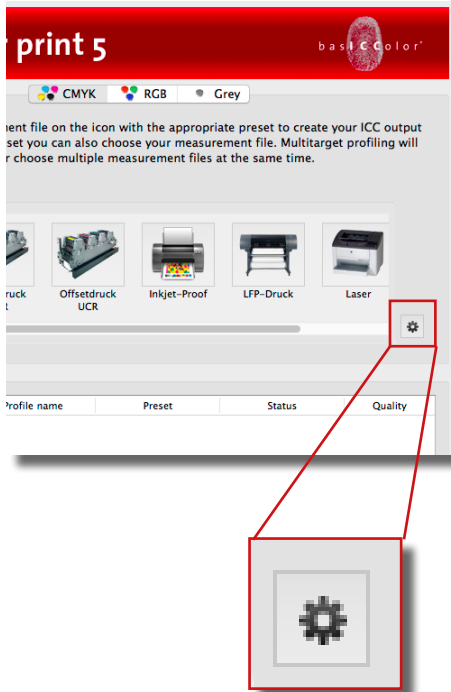 r print 5
basICColor
CMYK RGB Grey
ent file on the icon with the appropriate preset to create your ICC output
set you can also choose your measurement file. Multitarget profiling will
r choose multiple measurement files at the same time.
ruck Offsetdruck Inkjet-Proof LFP-Druck Laser
UCR
Profile name Preset Status Quality